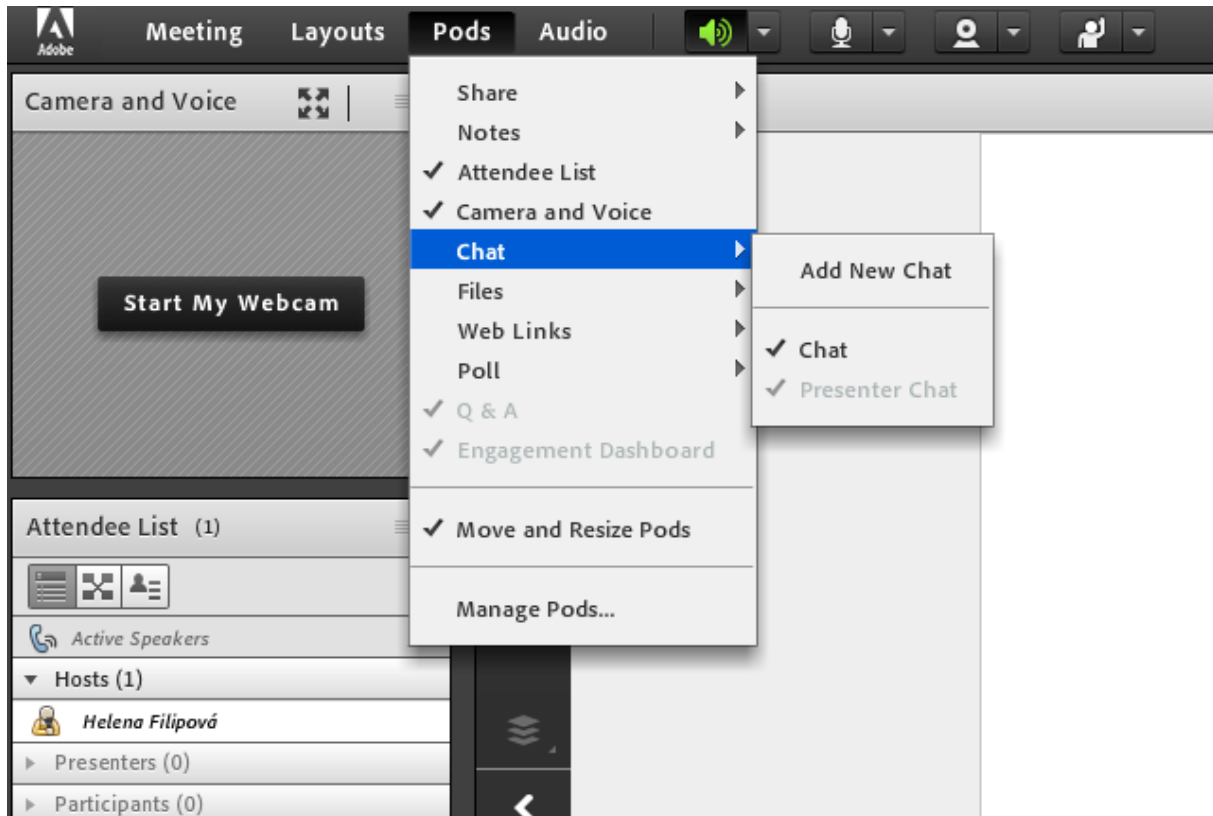 Adobe
Meeting Layouts Pods Audio
Camera and Voice
Start My Webcam
Share
Notes
Attendee List
Camera and Voice
Chat
Files
Web Links
Poll
Q & A
Engagement Dashboard
Move and Resize Pods
Manage Pods...
Add New Chat
Chat
Presenter Chat
Attendee List (1)
Active Speakers
Hosts (1)
Helena Filipová
Presenters (0)
Participants (0)